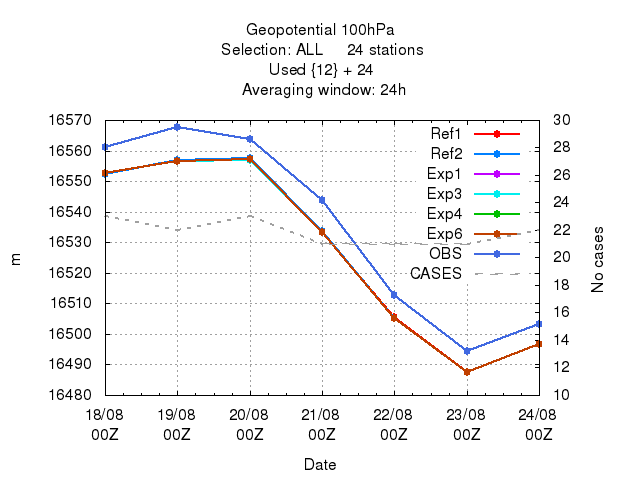 Geopotential 100hPa
Selection: ALL 24 stations
Used {12} + 24
Averaging window: 24h
16570
16560
16550
16540
16530
16520
16510
16500
16490
16480
m
30
28
26
24
22
20
18
16
14
12
10
No cases
Ref1
Ref2
Exp1
Exp3
Exp4
Exp6
OBS
CASES
18/08 19/08 20/08 21/08 22/08 23/08 24/08
00Z 00Z 00Z 00Z 00Z 00Z 00Z
Date